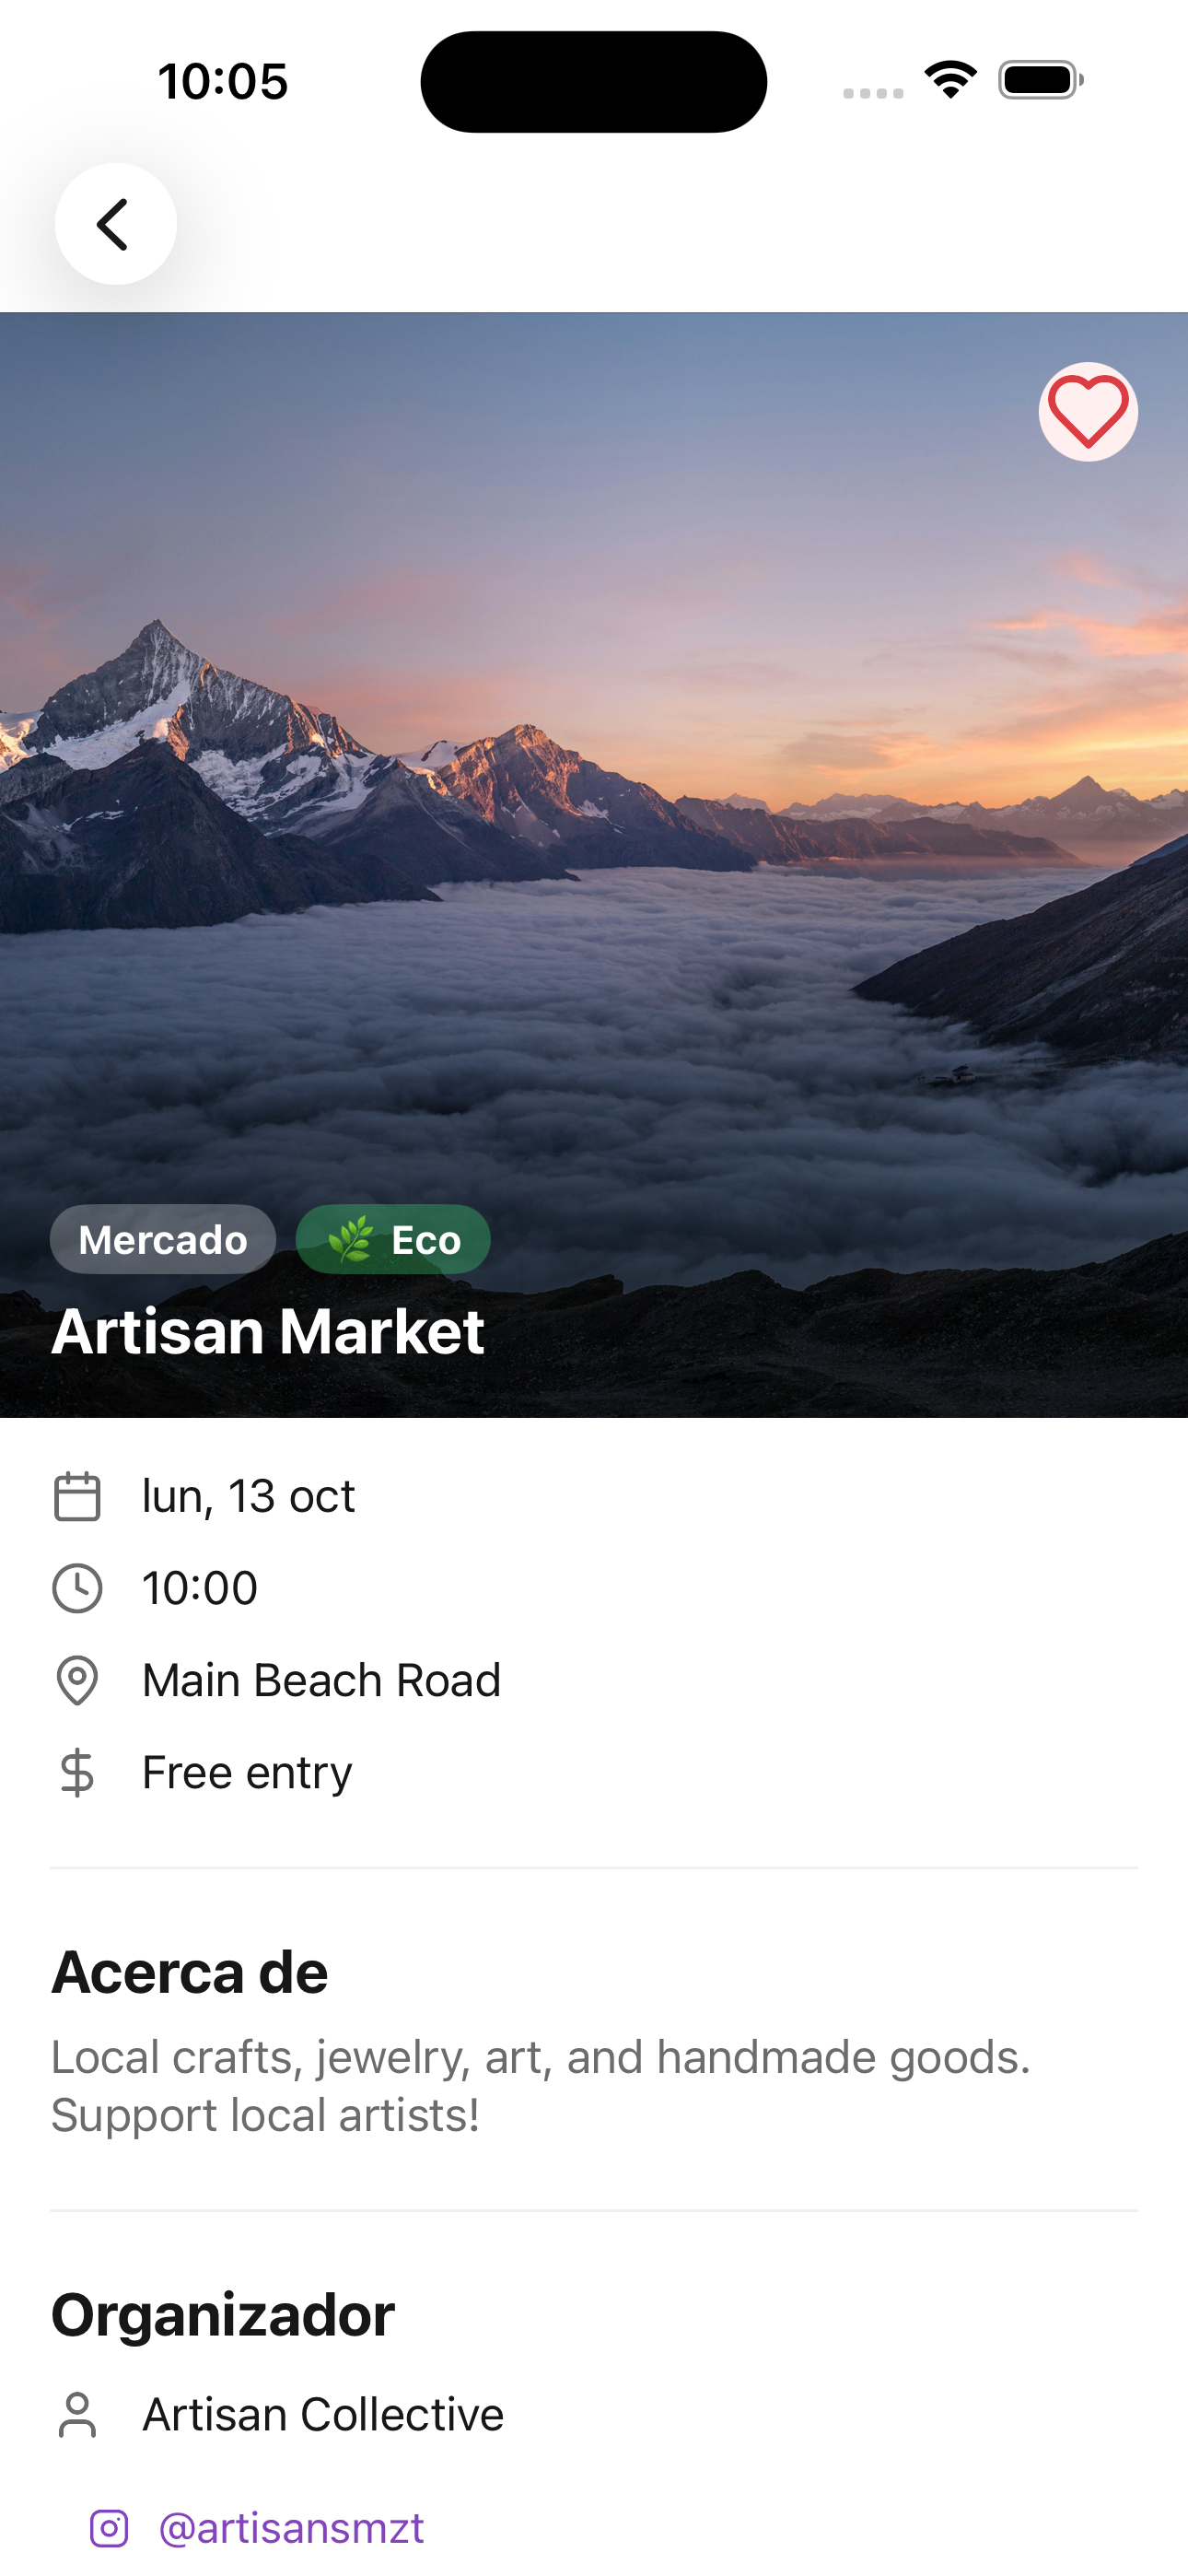 10:05
Mercado
🌿 Eco
Artisan Market
lun, 13 oct
10:00
Main Beach Road
Free entry
Acerca de
Local crafts, jewelry, art, and handmade goods.
Support local artists!
Organizador
Artisan Collective
@artisansmzt